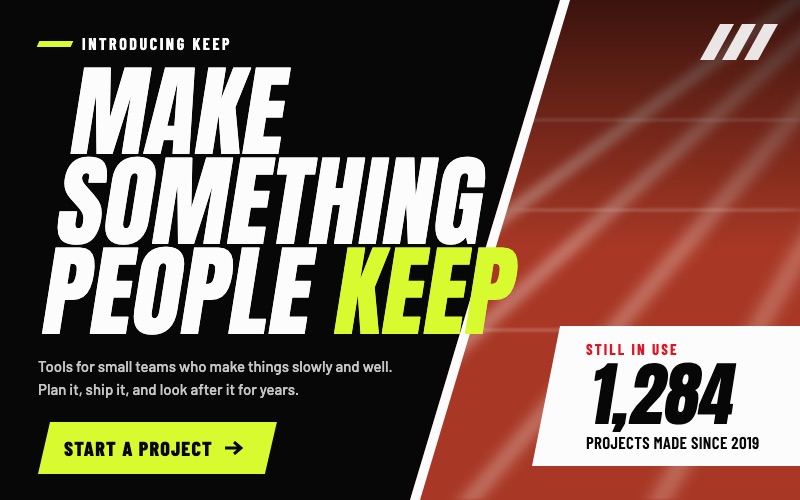 INTRODUCING KEEP
MAKE
SOMETHING
PEOPLE KEEP
Tools for small teams who make things slowly and well.
Plan it, ship it, and look after it for years.
START A PROJECT →
STILL IN USE
1,284
PROJECTS MADE SINCE 2019